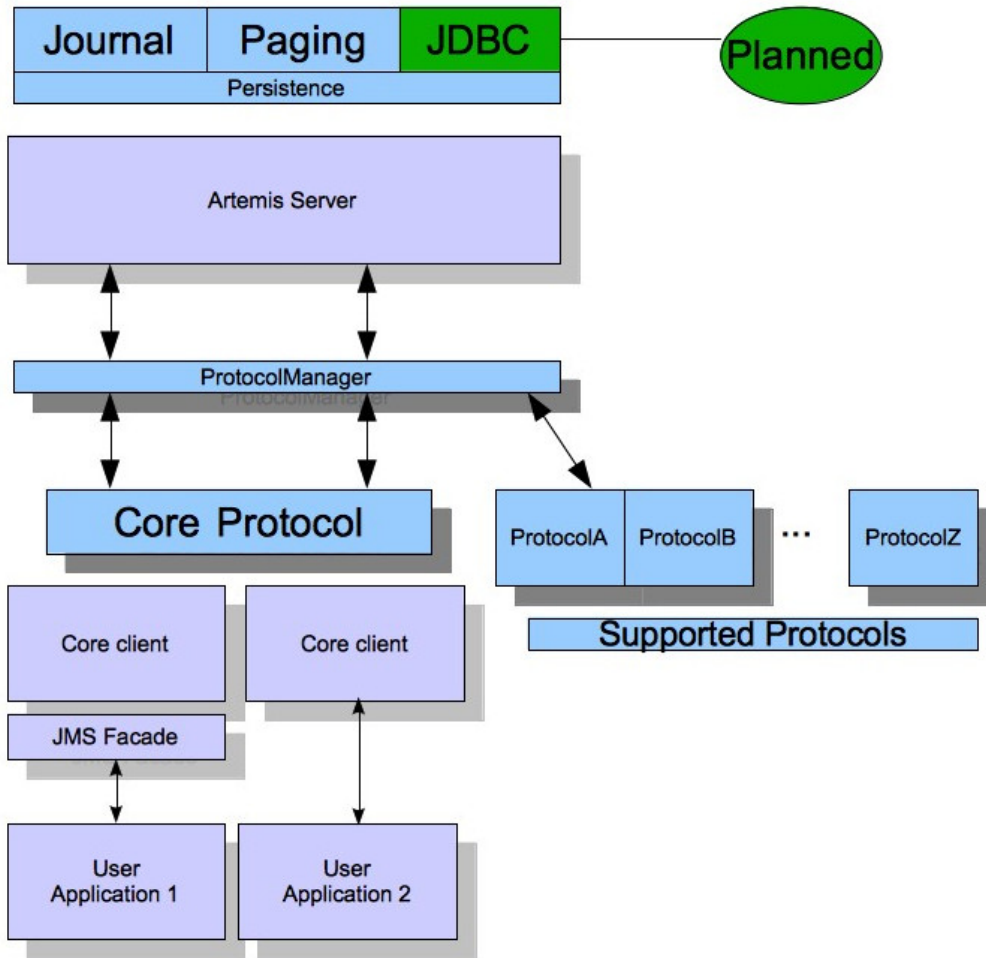 Journal
Paging
JDBC
Planned
Persistence
Artemis Server
ProtocolManager
ProtocolManager
Core Protocol
ProtocolA
ProtocolB
...
ProtocolZ
Supported Protocols
Core client
Core client
JMS Facade
User
Application 1
User
Application 2